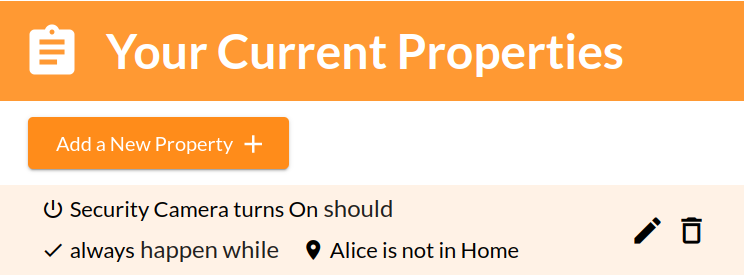 Your Current Properties
Add a New Property +
Security Camera turns On should
always happen while Alice is not in Home